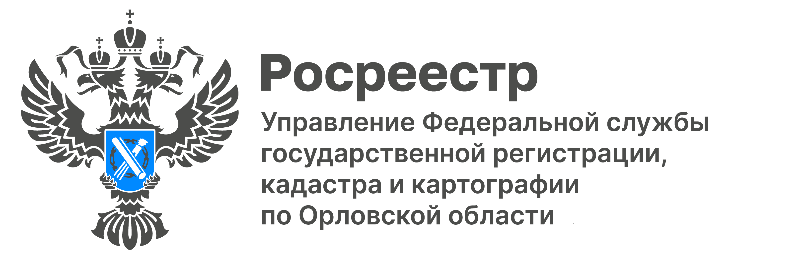 Росреестр
Управление Федеральной службы
государственной регистрации,
кадастра и картографии
по Орловской области